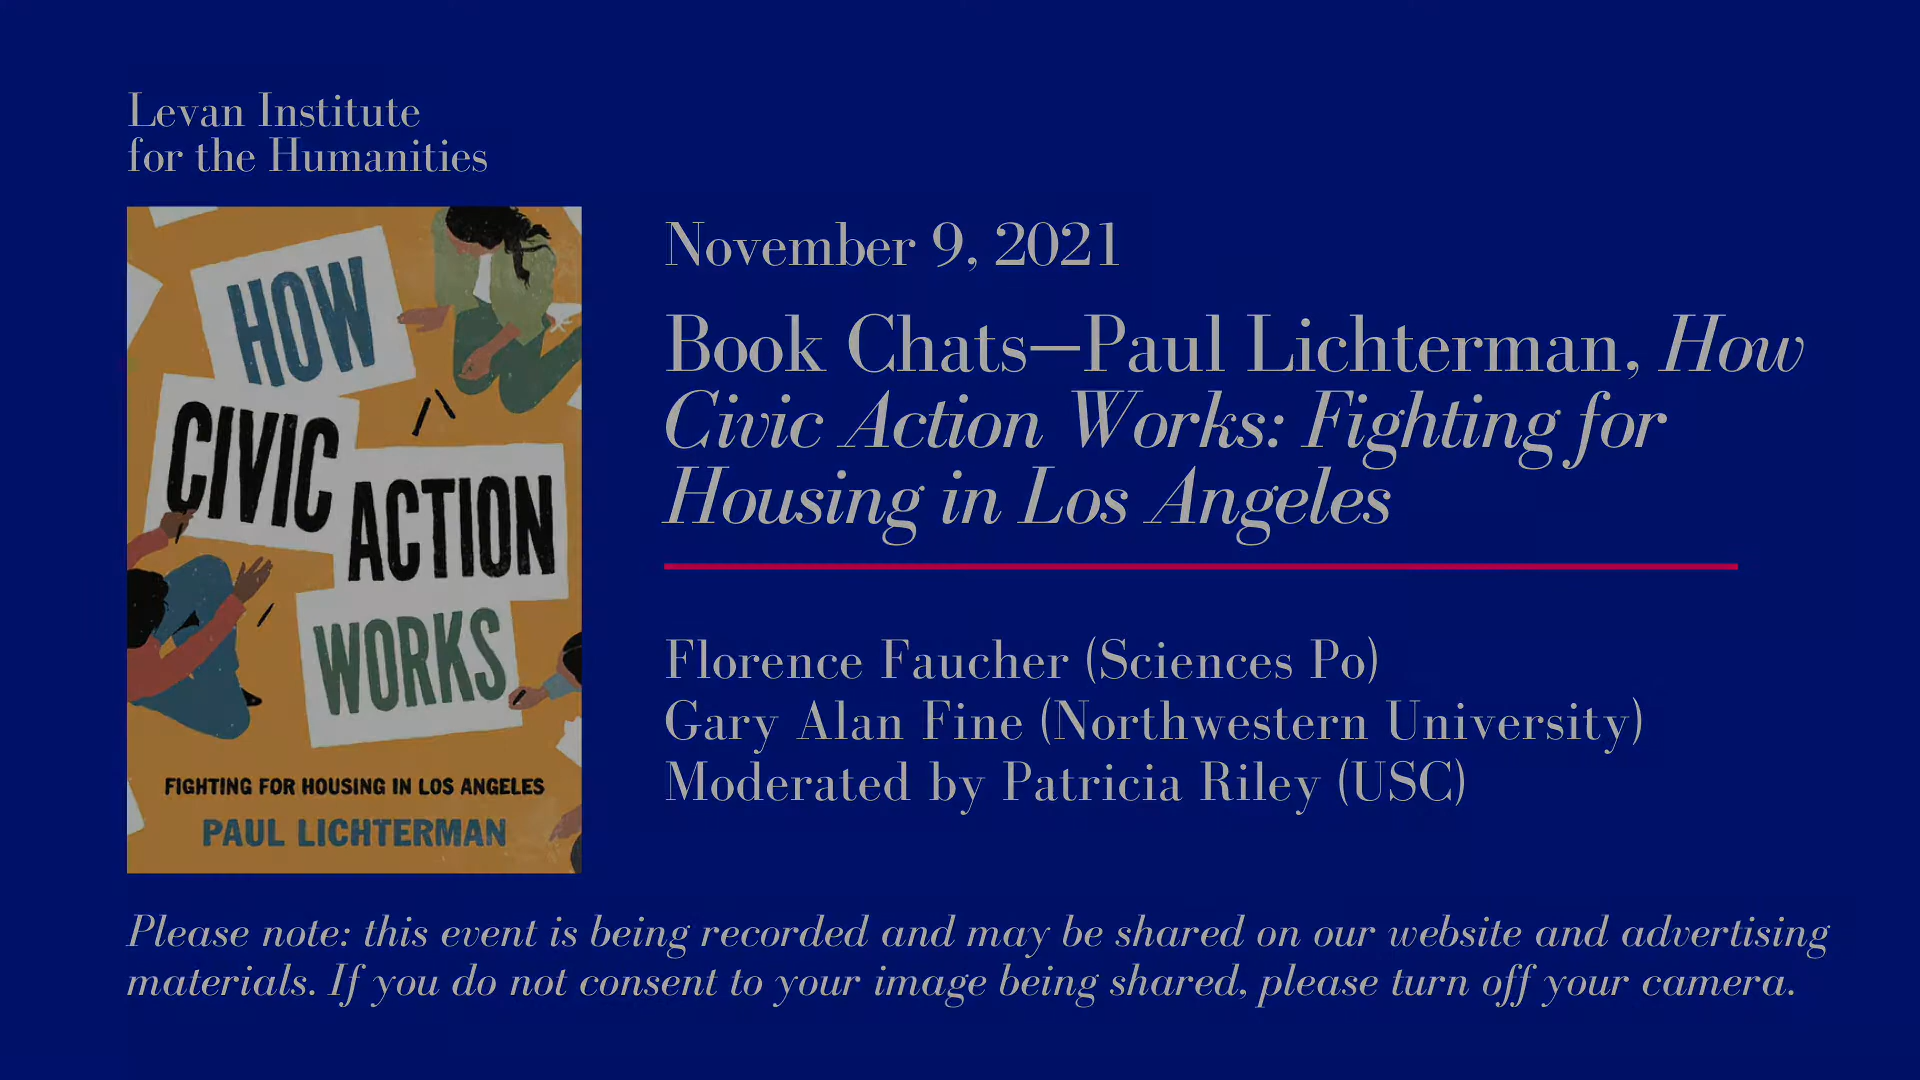 Levan Institute
for the Humanities
HOW
CIVIC
ACTION
WORKS
FIGHTING FOR HOUSING IN LOS ANGELES
PAUL LICHTERMAN
November 9, 2021
Book Chats—Paul Lichterman, How
Civic Action Works: Fighting for
Housing in Los Angeles
Florence Faucher (Sciences Po)
Gary Alan Fine (Northwestern University)
Moderated by Patricia Riley (USC)
Please note: this event is being recorded and may be shared on our website and advertising
materials. If you do not consent to your image being shared, please turn off your camera.